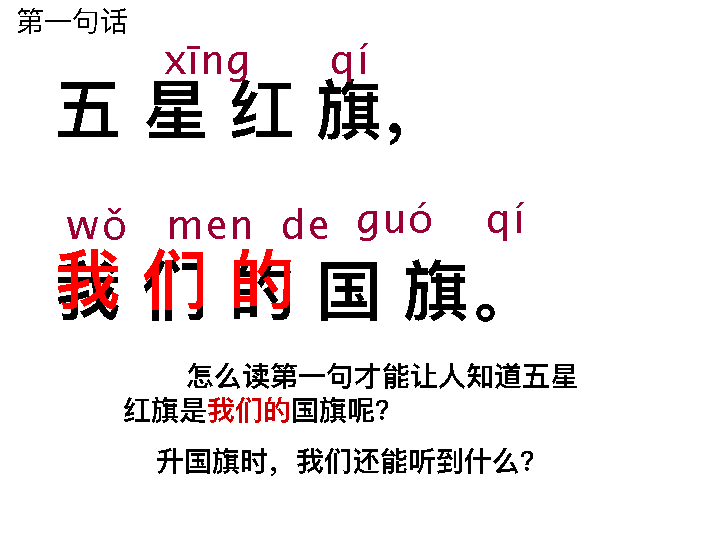 第一句话
xīng qí
五星红旗，
wǒ men de guó qí
我们的国旗。
怎么读第一句才能让人知道五星
红旗是我们的国旗呢？
升国旗时，我们还能听到什么？